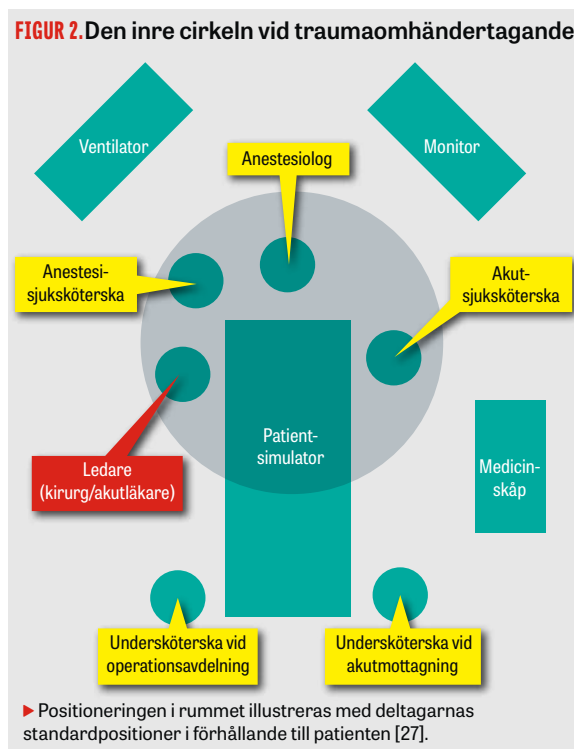 FIGUR 2. Den inre cirkeln vid traumaomhändertagande
Ventilator
Monitor
Anestesiolog
Anestesi-
sjuksköterska
Akut-
sjuksköterska
Patient-
simulator
Ledare
(kirurg/akutläkare)
Medicin-
skåp
Undersköterska vid
operationsavdelning
Undersköterska vid
akutmottagning
▶ Positioneringen i rummet illustreras med deltagarnas
standardpositioner i förhållande till patienten [27].